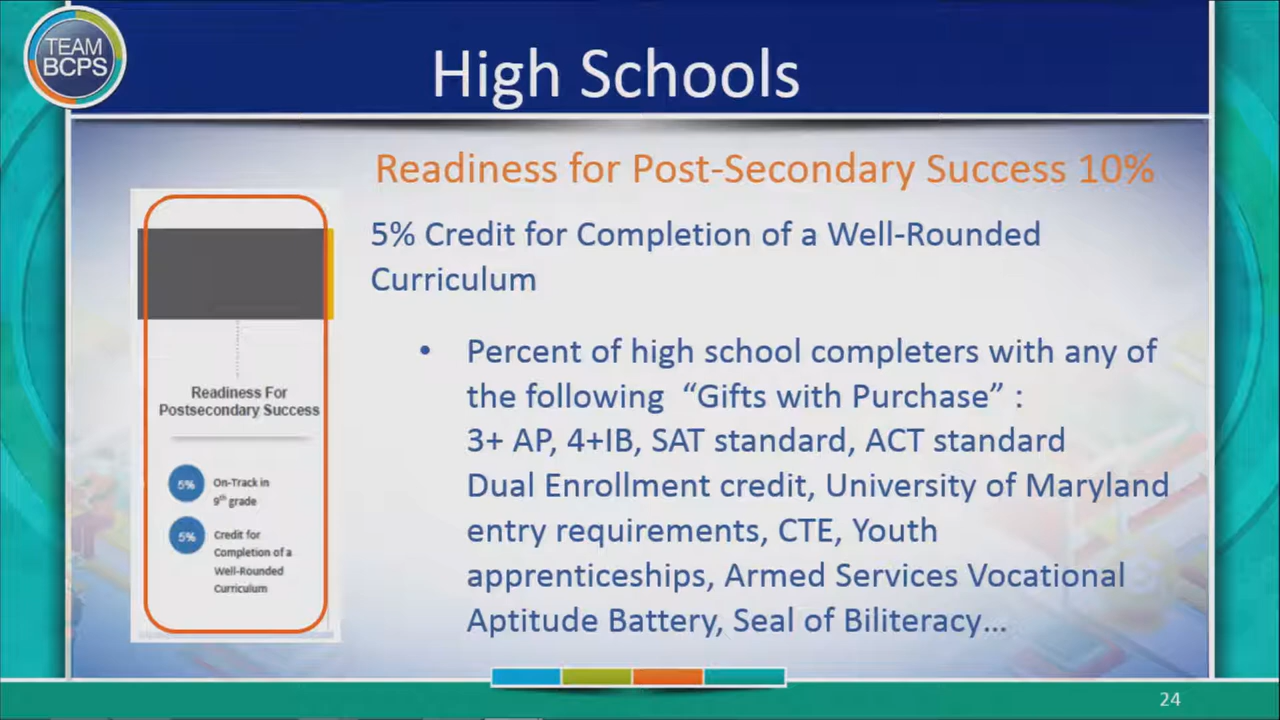 TEAM
BCPS
High Schools
Readiness for Post-Secondary Success 10%
5% Credit for Completion of a Well-Rounded
Curriculum
• Percent of high school completers with any of
the following “Gifts with Purchase” :
3+ AP, 4+IB, SAT standard, ACT standard
Dual Enrollment credit, University of Maryland
entry requirements, CTE, Youth
apprenticeships, Armed Services Vocational
Aptitude Battery, Seal of Biliteracy…
Readiness For
Postsecondary Success
5% On-Track in
9th grade
5% Credit for
Completion of a
Well-Rounded
Curriculum
24